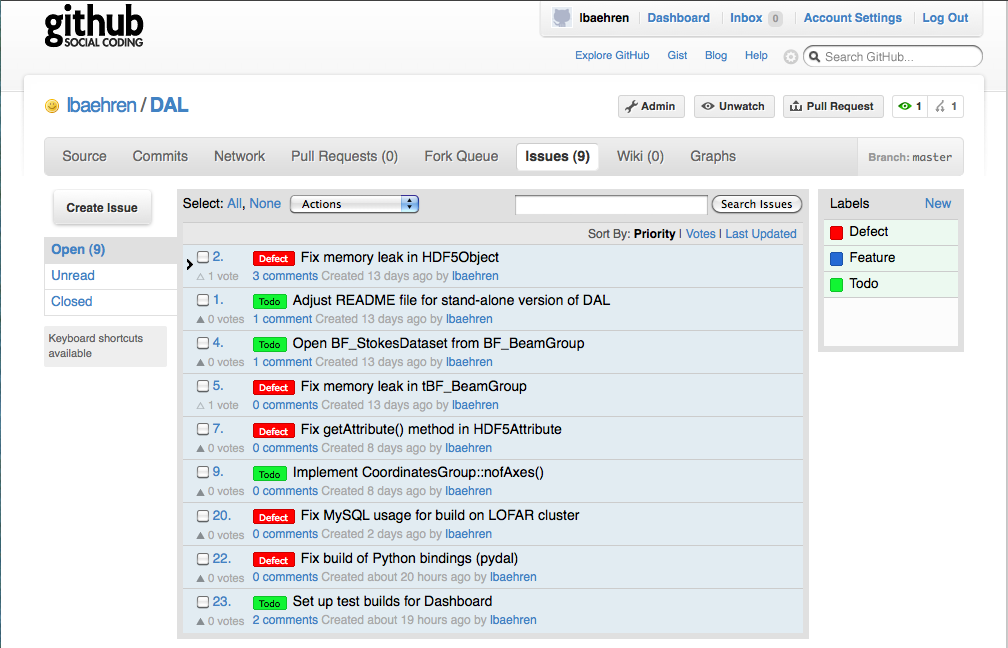 github
SOCIAL CODING
lbaehren Dashboard Inbox 0 Account Settings Log Out
Explore GitHub Gist Blog Help Search GitHub...
lbaehren / DAL
Admin Unwatch Pull Request 1 1
Source Commits Network Pull Requests (0) Fork Queue Issues (9) Wiki (0) Graphs Branch: master
Create Issue
Open (9)
Unread
Closed
Keyboard shortcuts
available
Select: All, None Actions Search Issues
Sort By: Priority | Votes | Last Updated
2. Defect Fix memory leak in HDF5Object
1 vote 3 comments Created 13 days ago by lbaehren
1. Todo Adjust README file for stand-alone version of DAL
0 votes 1 comment Created 13 days ago by lbaehren
4. Todo Open BF_StokesDataset from BF_BeamGroup
0 votes 1 comment Created 13 days ago by lbaehren
5. Defect Fix memory leak in tBF_BeamGroup
1 vote 0 comments Created 13 days ago by lbaehren
7. Defect Fix getAttribute() method in HDF5Attribute
0 votes 0 comments Created 8 days ago by lbaehren
9. Todo Implement CoordinatesGroup::nofAxes()
0 votes 0 comments Created 8 days ago by lbaehren
20. Defect Fix MySQL usage for build on LOFAR cluster
0 votes 0 comments Created 2 days ago by lbaehren
22. Defect Fix build of Python bindings (pydal)
0 votes 0 comments Created about 20 hours ago by lbaehren
23. Todo Set up test builds for Dashboard
0 votes 2 comments Created about 19 hours ago by lbaehren
Labels New
Defect
Feature
Todo